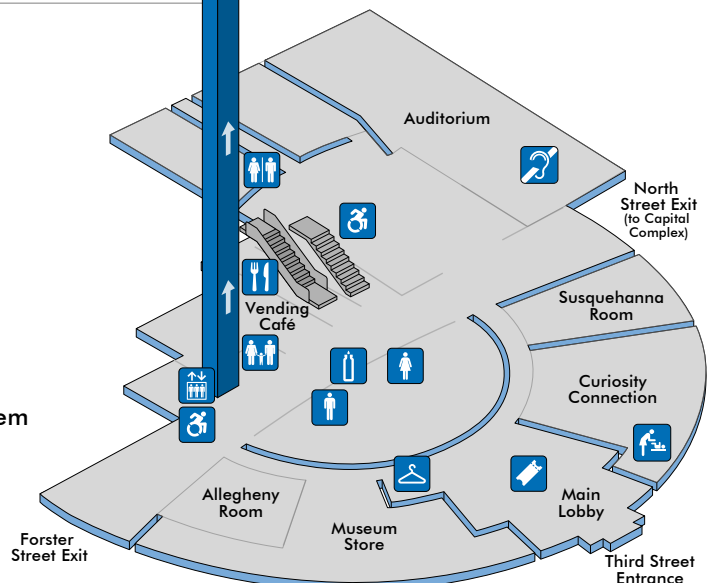 Auditorium
North
Street Exit
(to Capital
Complex)
Susquehanna
Room
Vending
Café
Curiosity
Connection
em
Allegheny
Room
Main
Lobby
Museum
Store
Forster
Street Exit
Third Street
Entrance